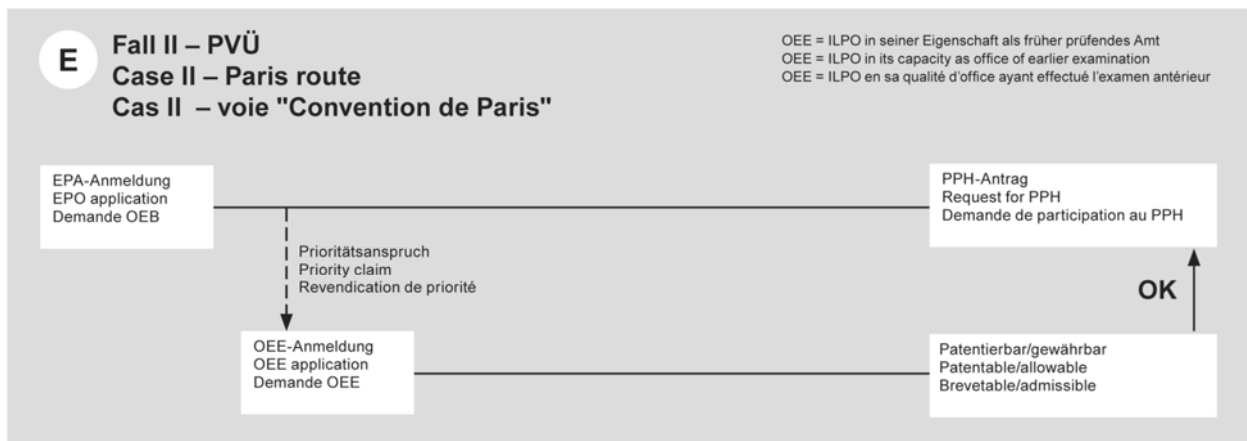 E
Fall II – PVÜ
Case II – Paris route
Cas II – voie "Convention de Paris"
OEE = ILPO in seiner Eigenschaft als früher prüfendes Amt
OEE = ILPO in its capacity as office of earlier examination
OEE = ILPO en sa qualité d'office ayant effectué l'examen antérieur
EPA-Anmeldung
EPO application
Demande OEB
PPH-Antrag
Request for PPH
Demande de participation au PPH
Prioritätsanspruch
Priority claim
Revendication de priorité
OK
OEE-Anmeldung
OEE application
Demande OEE
Patentierbar/gewährbar
Patentable/allowable
Brevetable/admissible